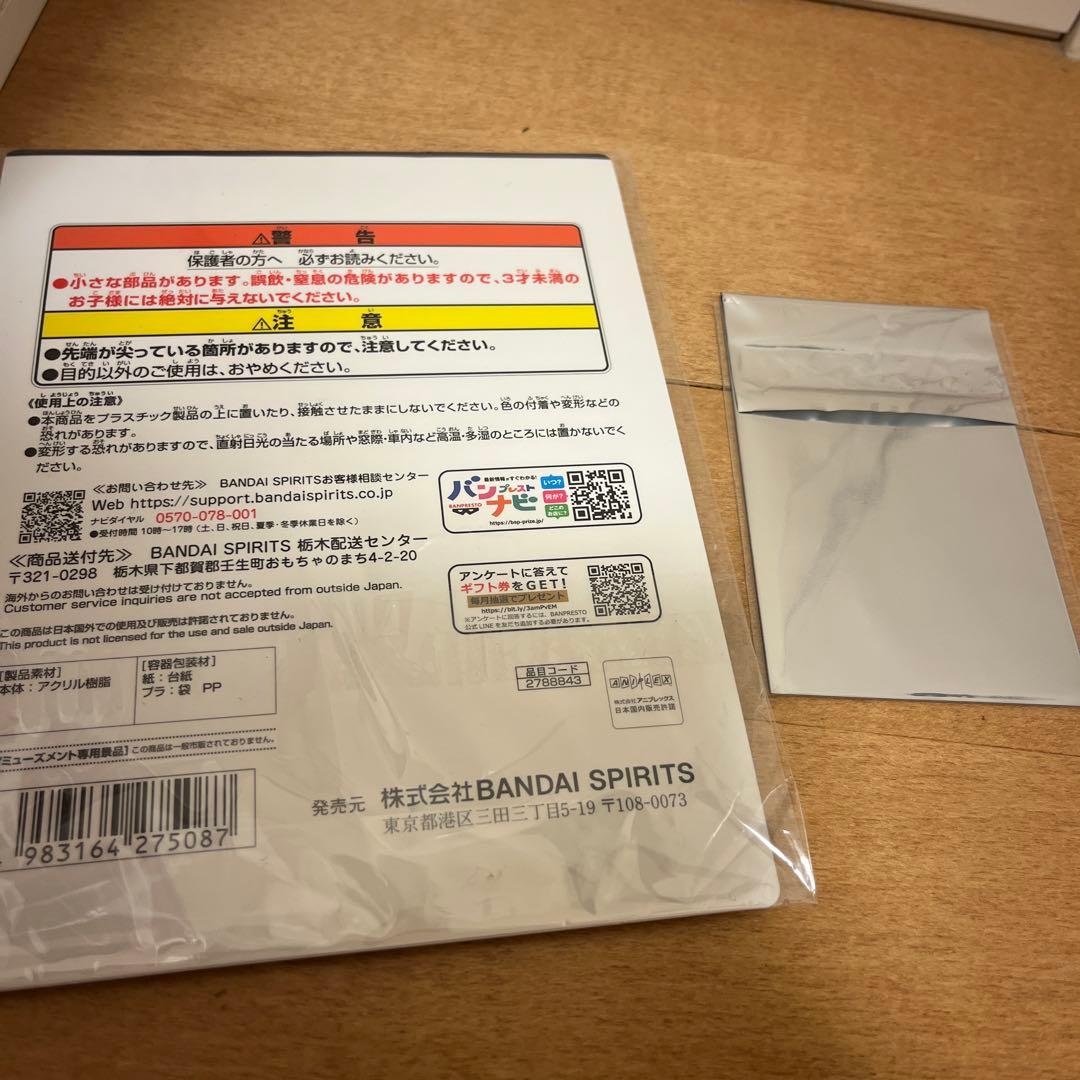 ⚠警告
保護者の方へ 必ずお読みください。
●小さな部品があります。誤飲・窒息の危険がありますので、3才未満の
お子様には絶対に与えないでください。
⚠注意
●先端が尖っている箇所がありますので、注意してください。
●目的以外のご使用は、おやめください。
《使用上の注意》
●本商品をプラスチック製品の上に置いたり、接触させたままにしないでください。色の付着や変形などの
恐れがあります。
●変形する恐れがありますので、直射日光の当たる場所や窓際・車内など高温・多湿のところには置かないでく
ださい。
≪お問い合わせ先≫ BANDAI SPIRITSお客様相談センター
Web https://support.bandaispirits.co.jp
ナビダイヤル 0570-078-001
●受付時間 10時〜17時(土、日、祝日、夏季・冬季休業日を除く)
最新情報がすぐわかる!
バンプレストナビ
BANPRESTO
いつ?
何が?
どこのお店に?
https://bnp-prize.jp/
≪商品送付先≫ BANDAI SPIRITS 栃木配送センター
〒321-0298 栃木県下都賀郡壬生町おもちゃのまち4-2-20
海外からのお問い合わせは受け付けておりません。
Customer service inquiries are not accepted from outside Japan.
この商品は日本国外での使用及び販売は許諾されておりません。
This product is not licensed for the use and sale outside Japan.
アンケートに答えて
ギフト券をGET!
毎月抽選でプレゼント
https://bit.ly/3amPvEM
※アンケートに回答するには、BANPRESTO
公式LINEを友だち追加する必要があります。
[製品素材]
本体:アクリル樹脂
[容器包装材]
紙:台紙
プラ:袋 PP
品目コード
2788843
ANIPLEX
株式会社アニプレックス
日本国内販売許諾
ミューズメント専用景品] この商品は一般市販されておりません。
983164 275087
発売元 株式会社BANDAI SPIRITS
東京都港区三田三丁目5-19 〒108-0073